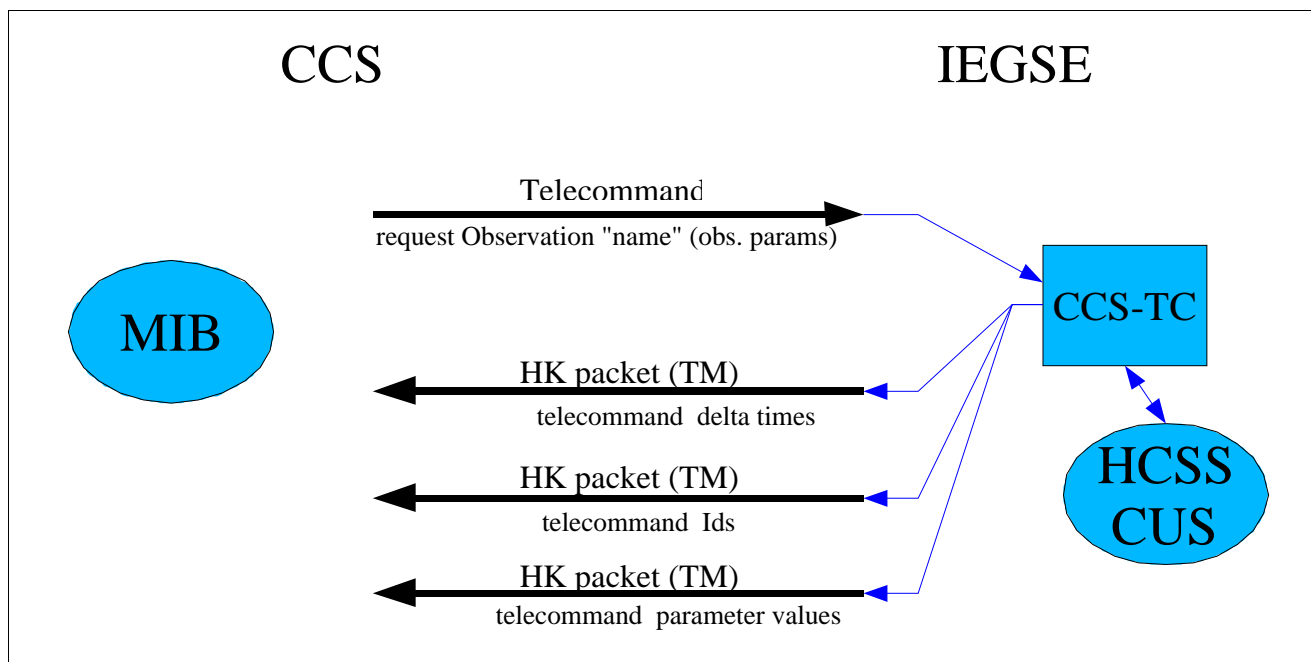 CCS
IEGSE
Telecommand
request Observation "name" (obs. params)
CCS-TC
MIB
HK packet (TM)
telecommand delta times
HCSS
CUS
HK packet (TM)
telecommand Ids
HK packet (TM)
telecommand parameter values